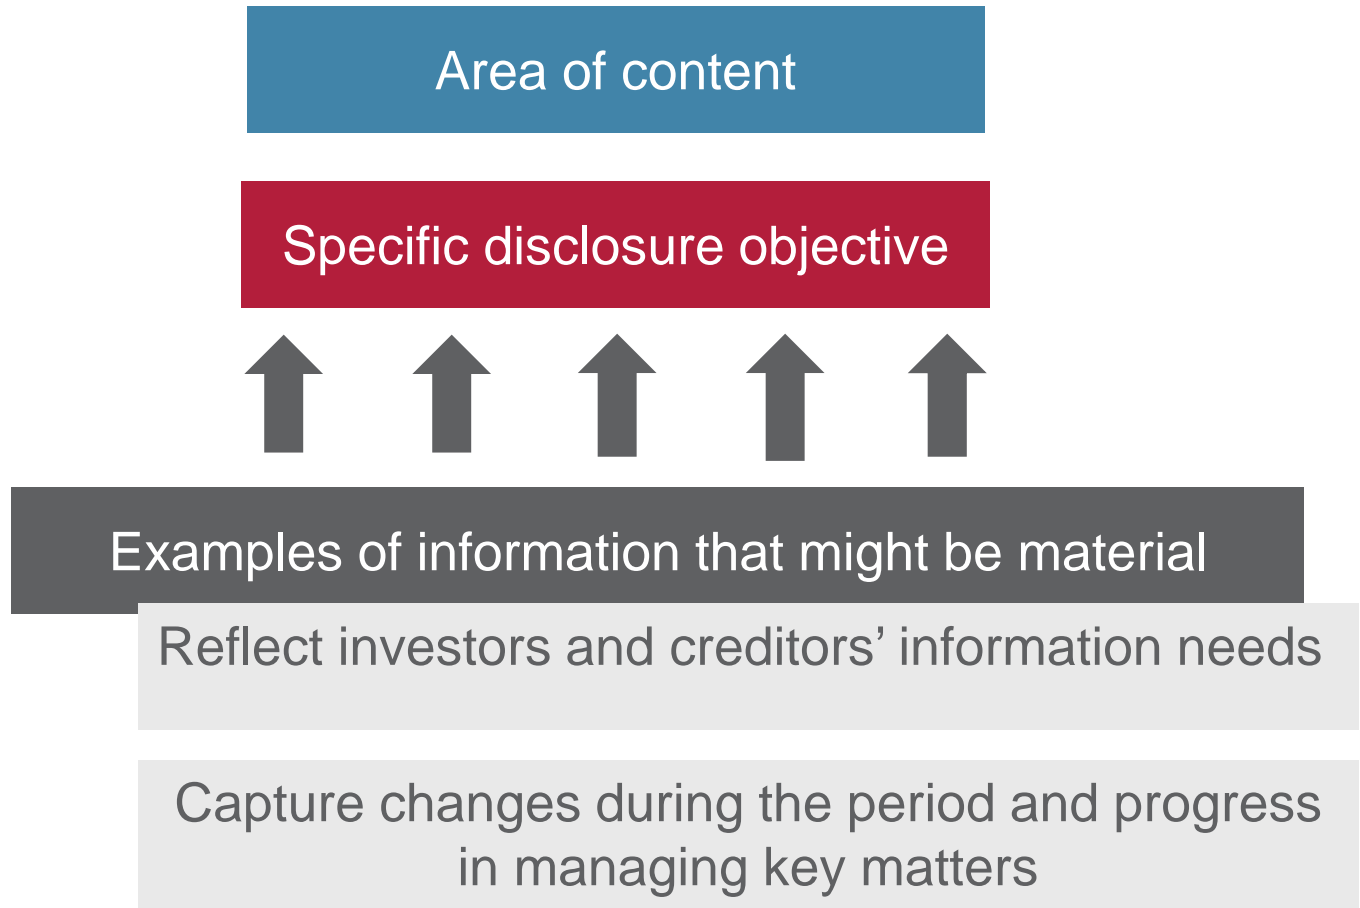 Area of content
Specific disclosure objective
Examples of information that might be material
Reflect investors and creditors’ information needs
Capture changes during the period and progress
in managing key matters